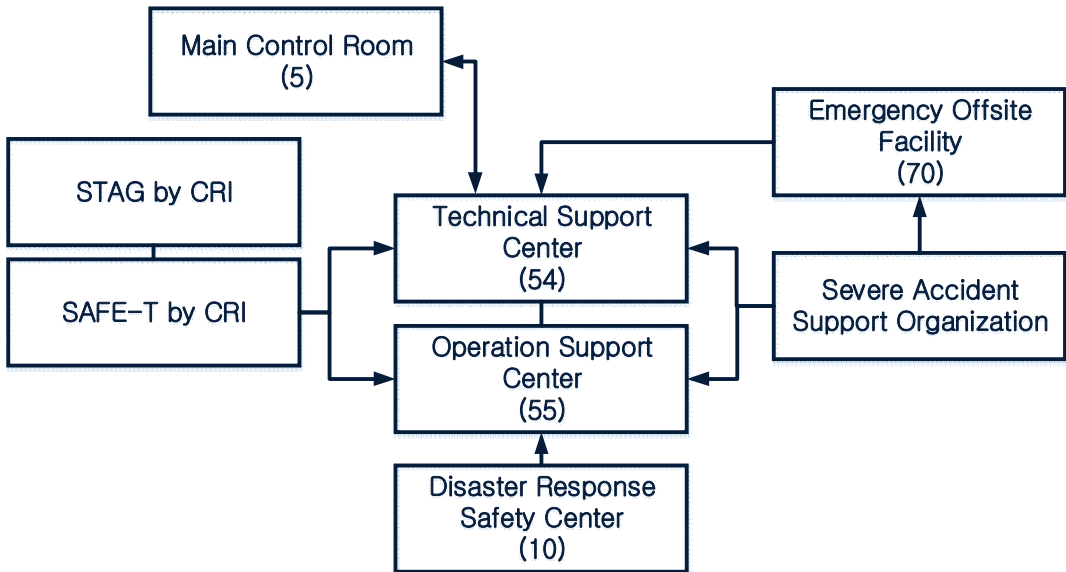 Main Control Room
(5)
Emergency Offsite
Facility
(70)
STAG by CRI
Technical Support
Center
(54)
SAFE-T by CRI
Severe Accident
Support Organization
Operation Support
Center
(55)
Disaster Response
Safety Center
(10)